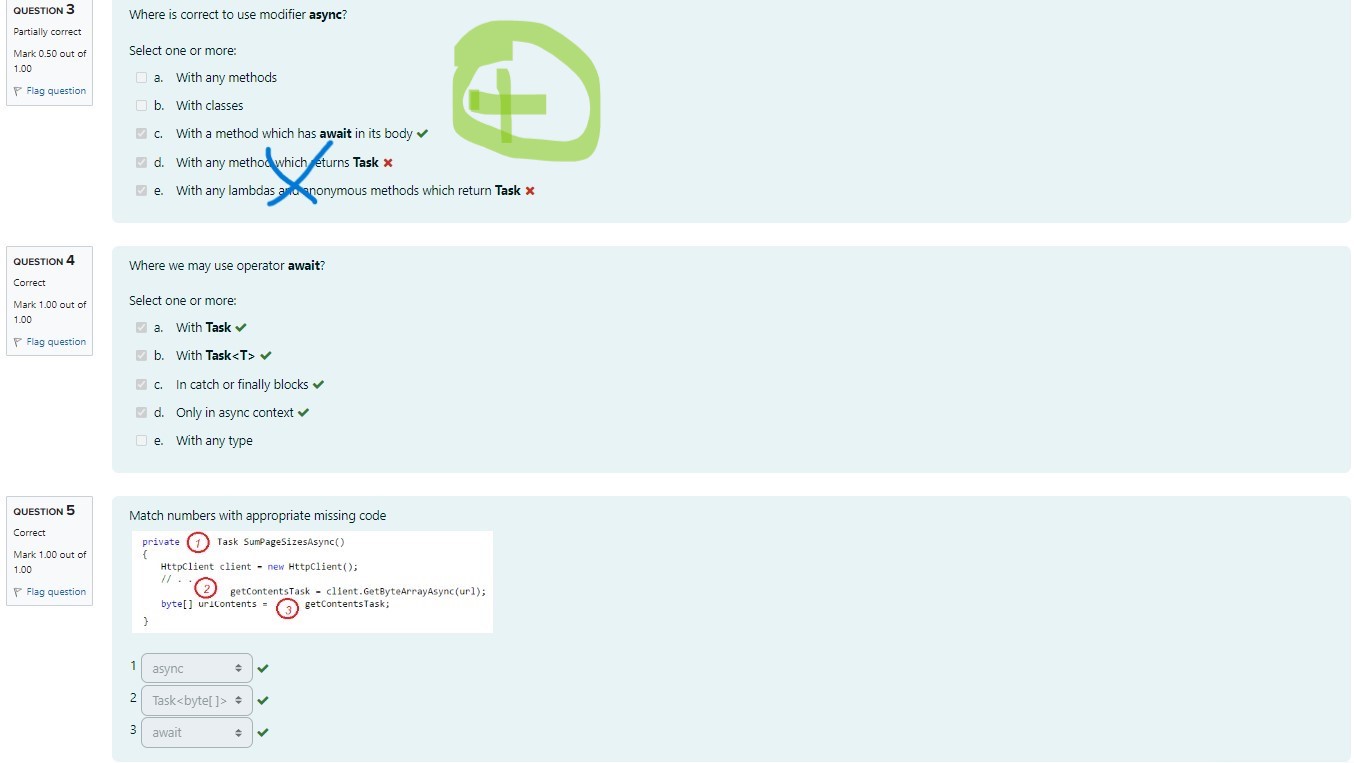 QUESTION 3
Partially correct
Mark 0.50 out of
1.00
Flag question
Where is correct to use modifier async?
Select one or more:
a. With any methods
b. With classes
c. With a method which has await in its body
d. With any method which returns Task
e. With any lambdas and anonymous methods which return Task
QUESTION 4
Correct
Mark 1.00 out of
1.00
Flag question
Where we may use operator await?
Select one or more:
a. With Task
b. With Task<T>
c. In catch or finally blocks
d. Only in async context
e. With any type
QUESTION 5
Correct
Mark 1.00 out of
1.00
Flag question
Match numbers with appropriate missing code
private 1 Task SumPageSizesAsync()
{
HttpClient client = new HttpClient();
// . .
2 getContentsTask = client.GetByteArrayAsync(url);
byte[] urlContents = 3 getContentsTask;
}
1 async
2 Task<byte[]>
3 await